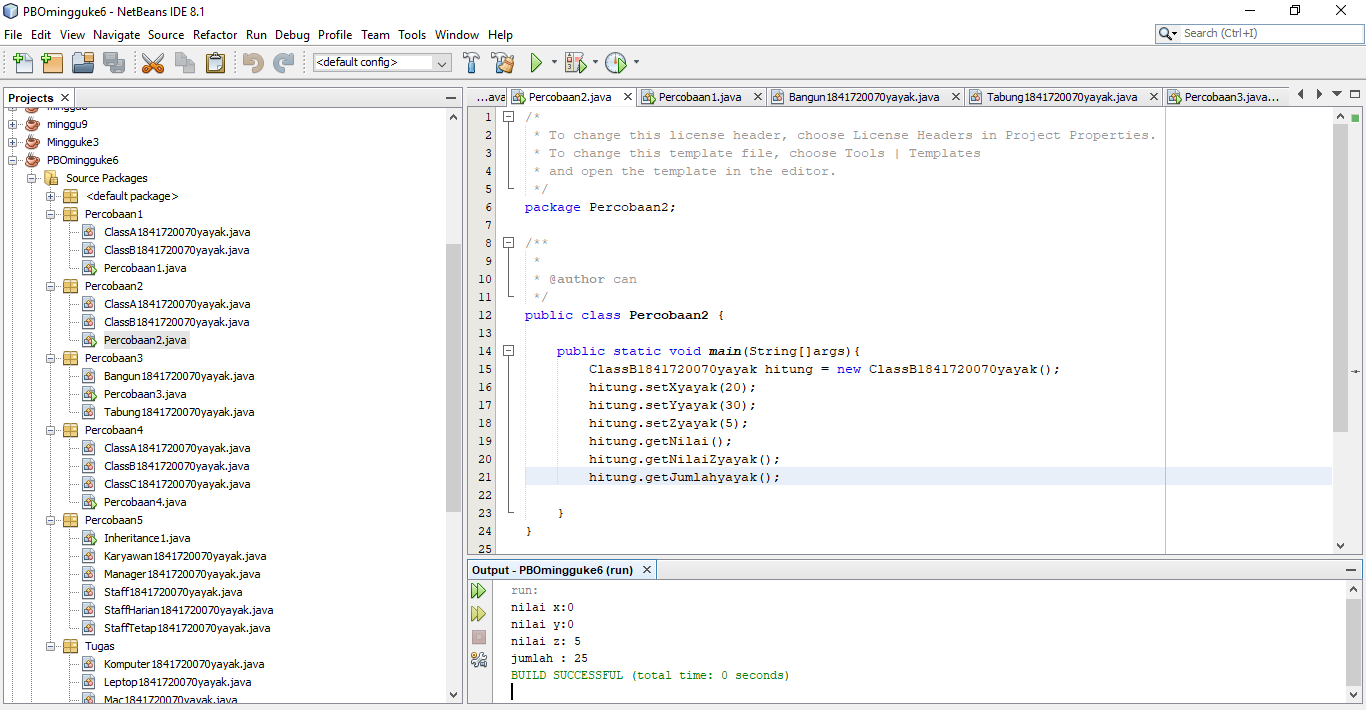 PBOmingguke6 - NetBeans IDE 8.1
File Edit View Navigate Source Refactor Run Debug Profile Team Tools Window Help
Search (Ctrl+I)
<default config>
Projects
minggu9
Mingguke3
PBOmingguke6
Source Packages
<default package>
Percobaan1
ClassA1841720070yayak.java
ClassB1841720070yayak.java
Percobaan1.java
Percobaan2
ClassA1841720070yayak.java
ClassB1841720070yayak.java
Percobaan2.java
Percobaan3
Bangun1841720070yayak.java
Percobaan3.java
Tabung1841720070yayak.java
Percobaan4
ClassA1841720070yayak.java
ClassB1841720070yayak.java
ClassC1841720070yayak.java
Percobaan4.java
Percobaan5
Inheritance1.java
Karyawan1841720070yayak.java
Manager1841720070yayak.java
Staff1841720070yayak.java
StaffHarian1841720070yayak.java
StaffTetap1841720070yayak.java
Tugas
Komputer1841720070yayak.java
Leptop1841720070yayak.java
Mac1841720070yayak.java
...ava Percobaan2.java Percobaan1.java Bangun1841720070yayak.java Tabung1841720070yayak.java Percobaan3.java...
1 /*
2 * To change this license header, choose License Headers in Project Properties.
3 * To change this template file, choose Tools | Templates
4 * and open the template in the editor.
5 */
6 package Percobaan2;
7
8 /**
9 *
10 * @author can
11 */
12 public class Percobaan2 {
13
14 public static void main(String[]args){
15 ClassB1841720070yayak hitung = new ClassB1841720070yayak();
16 hitung.setXyayak(20);
17 hitung.setYyayak(30);
18 hitung.setZyayak(5);
19 hitung.getNilai();
20 hitung.getNilaiZyayak();
21 hitung.getJumlahyayak();
22
23 }
24 }
25
Output - PBOmingguke6 (run)
run:
nilai x:0
nilai y:0
nilai z: 5
jumlah : 25
BUILD SUCCESSFUL (total time: 0 seconds)